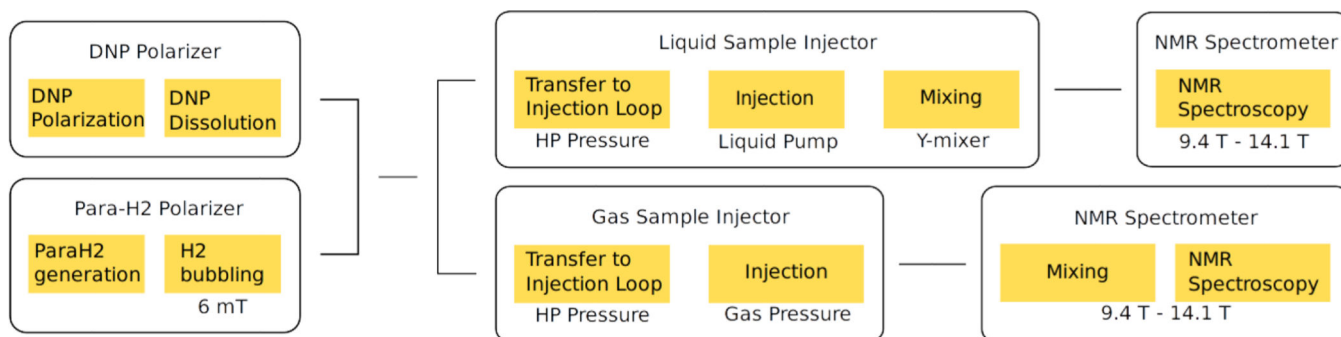 DNP Polarizer
DNP
Polarization
DNP
Dissolution
Para-H2 Polarizer
ParaH2
generation
H2
bubbling
6 mT
Liquid Sample Injector
Transfer to
Injection Loop
HP Pressure
Injection
Liquid Pump
Mixing
Y-mixer
NMR Spectrometer
NMR
Spectroscopy
9.4 T - 14.1 T
Gas Sample Injector
Transfer to
Injection Loop
HP Pressure
Injection
Gas Pressure
NMR Spectrometer
Mixing
NMR
Spectroscopy
9.4 T - 14.1 T